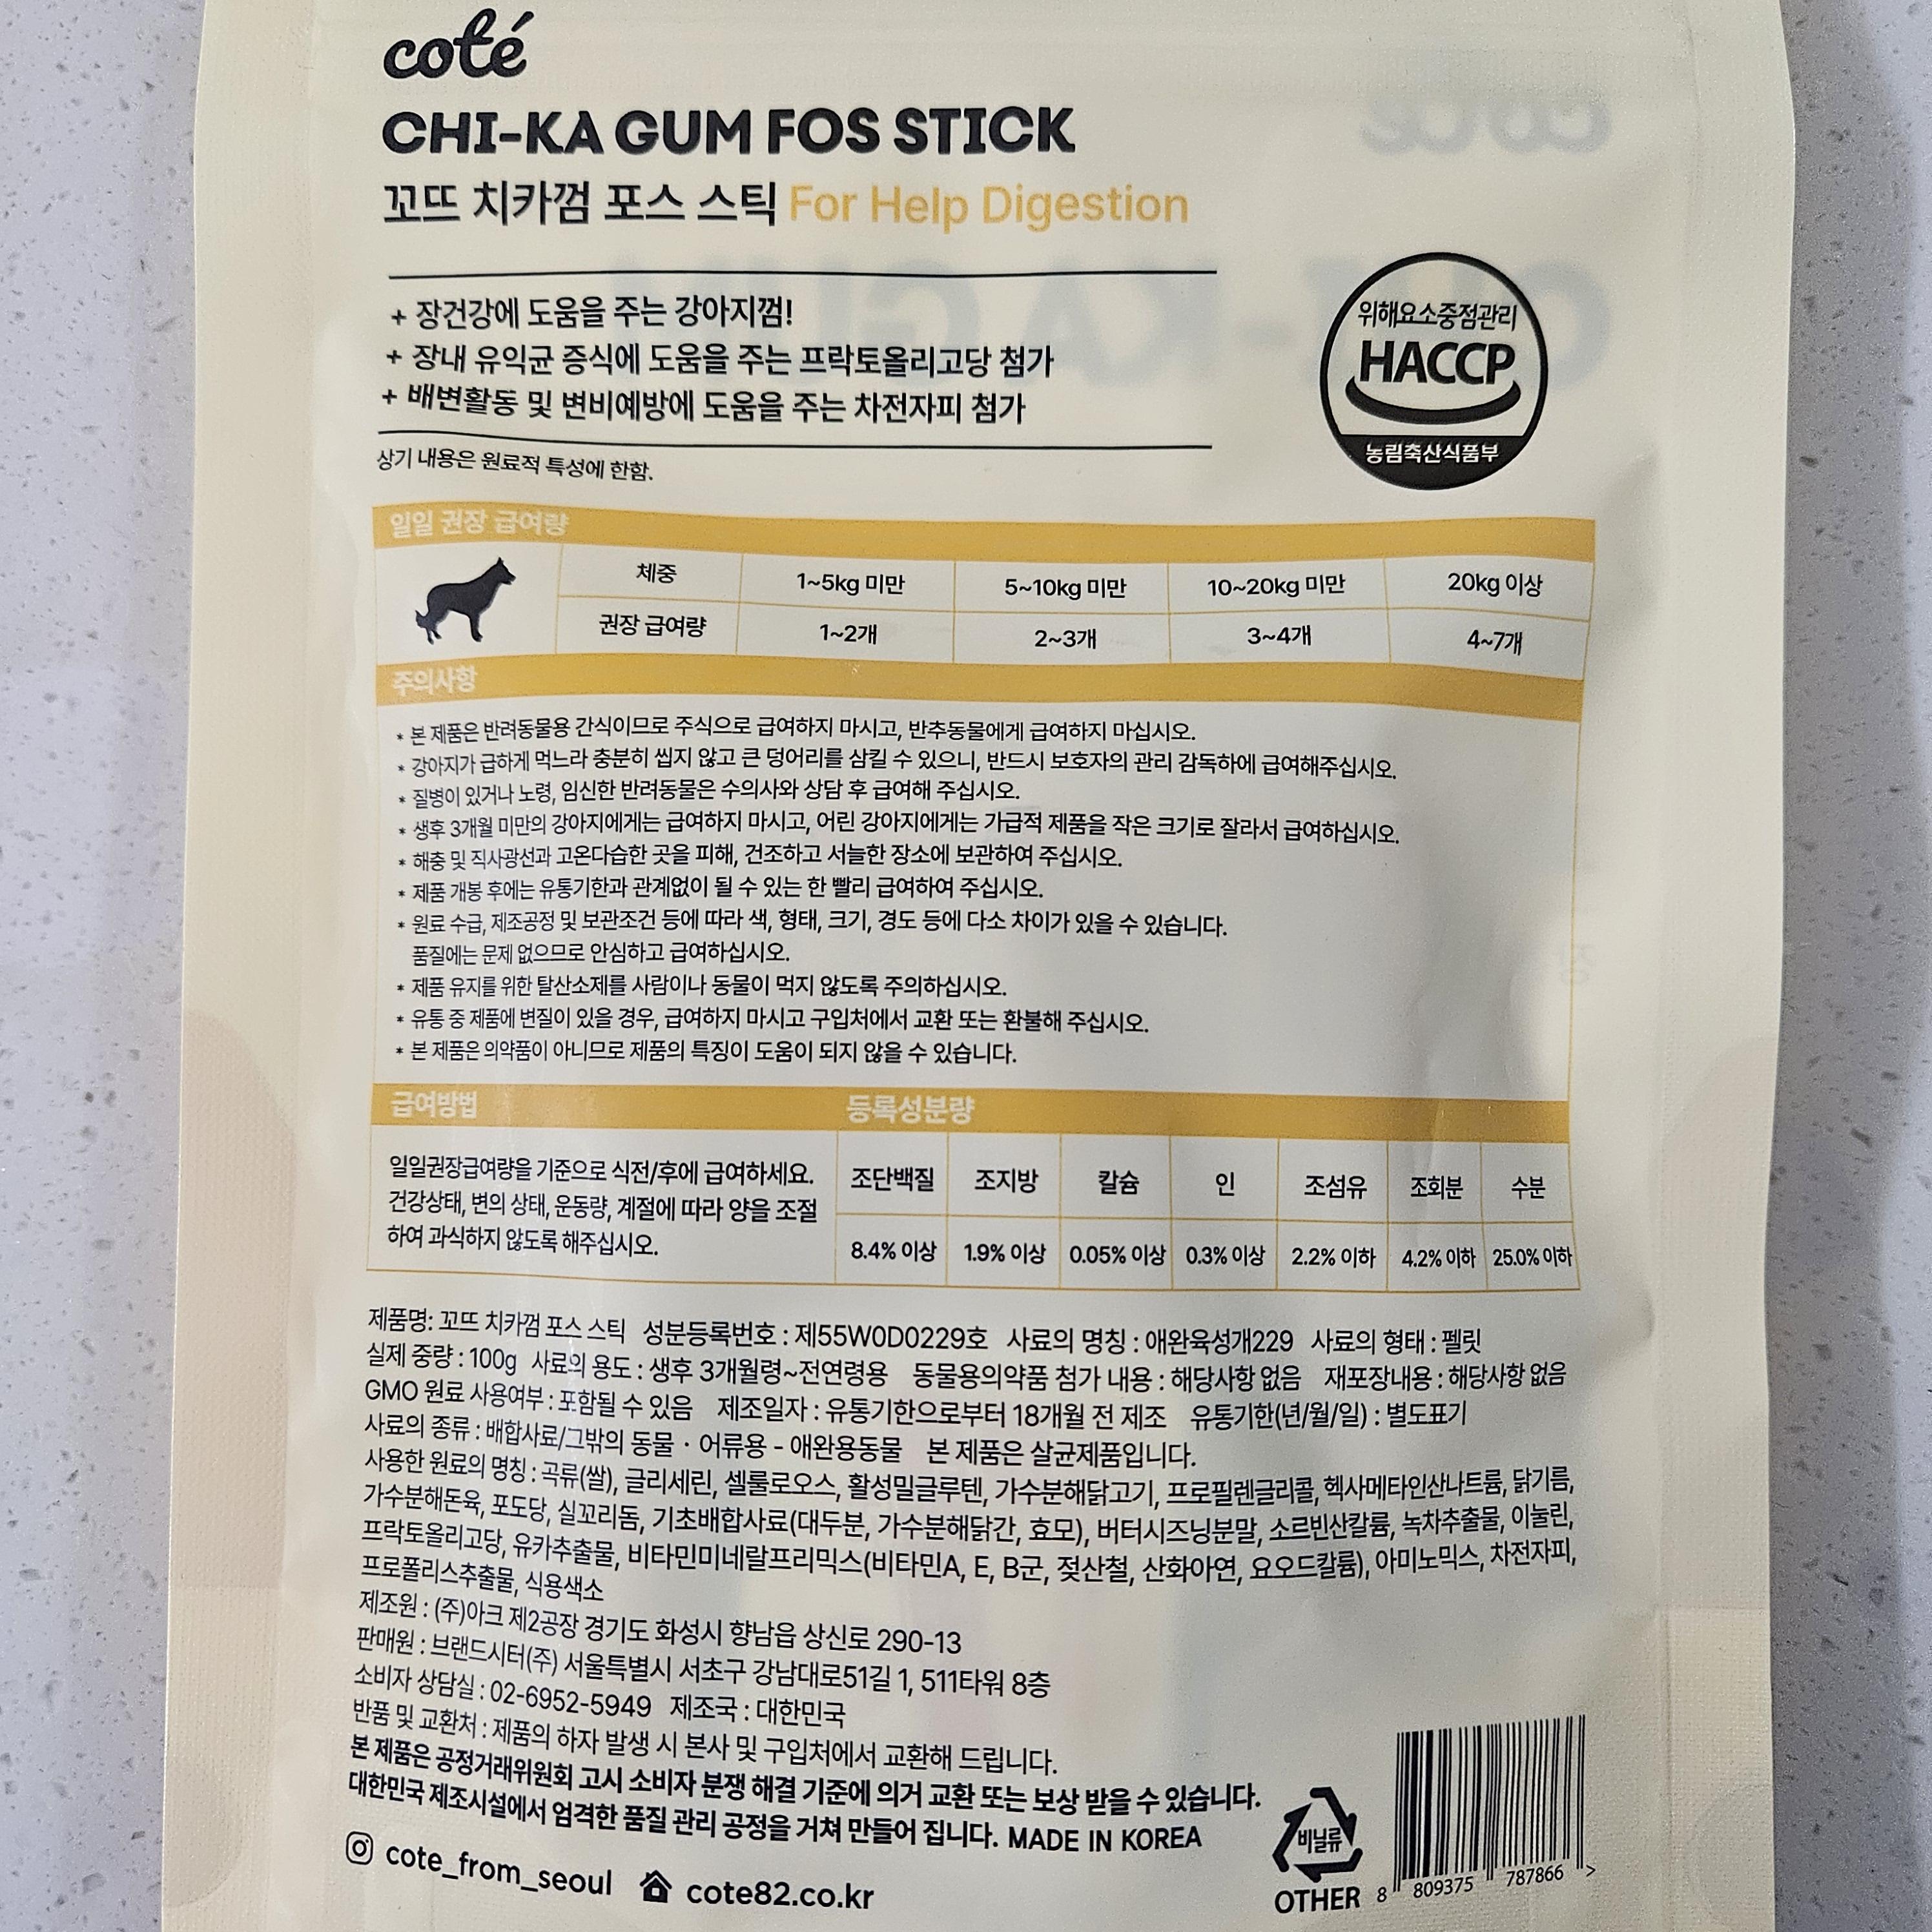 coté
CHI-KA GUM FOS STICK
꼬뜨 치카껌 포스 스틱 For Help Digestion
+ 장건강에 도움을 주는 강아지껌!
+ 장내 유익균 증식에 도움을 주는 프락토올리고당 첨가
+ 배변활동 및 변비예방에 도움을 주는 차전자피 첨가
상기 내용은 원료적 특성에 한함.
위해요소중점관리
HACCP
농림축산식품부
일일 권장 급여량
체중 1~5kg 미만 5~10kg 미만 10~20kg 미만 20kg 이상
권장 급여량 1~2개 2~3개 3~4개 4~7개
주의사항
* 본 제품은 반려동물용 간식이므로 주식으로 급여하지 마시고, 반추동물에게 급여하지 마십시오.
* 강아지가 급하게 먹느라 충분히 씹지 않고 큰 덩어리를 삼킬 수 있으니, 반드시 보호자의 관리 감독하에 급여해주십시오.
* 질병이 있거나 노령, 임신한 반려동물은 수의사와 상담 후 급여해 주십시오.
* 생후 3개월 미만의 강아지에게는 급여하지 마시고, 어린 강아지에게는 가급적 제품을 작은 크기로 잘라서 급여하십시오.
* 해충 및 직사광선과 고온다습한 곳을 피해, 건조하고 서늘한 장소에 보관하여 주십시오.
* 제품 개봉 후에는 유통기한과 관계없이 될 수 있는 한 빨리 급여하여 주십시오.
* 원료 수급, 제조공정 및 보관조건 등에 따라 색, 형태, 크기, 경도 등에 다소 차이가 있을 수 있습니다.
품질에는 문제 없으므로 안심하고 급여하십시오.
* 제품 유지를 위한 탈산소제를 사람이나 동물이 먹지 않도록 주의하십시오.
* 유통 중 제품에 변질이 있을 경우, 급여하지 마시고 구입처에서 교환 또는 환불해 주십시오.
* 본 제품은 의약품이 아니므로 제품의 특징이 도움이 되지 않을 수 있습니다.
급여방법 등록성분량
일일권장급여량을 기준으로 식전/후에 급여하세요.
건강상태, 변의 상태, 운동량, 계절에 따라 양을 조절
하여 과식하지 않도록 해주십시오.
조단백질 조지방 칼슘 인 조섬유 조회분 수분
8.4% 이상 1.9% 이상 0.05% 이상 0.3% 이상 2.2% 이하 4.2% 이하 25.0% 이하
제품명: 꼬뜨 치카껌 포스 스틱 성분등록번호 : 제55W0D0229호 사료의 명칭 : 애완육성개229 사료의 형태 : 펠릿
실제 중량 : 100g 사료의 용도 : 생후 3개월령~전연령용 동물용의약품 첨가 내용 : 해당사항 없음 재포장내용 : 해당사항 없음
GMO 원료 사용여부 : 포함될 수 있음 제조일자 : 유통기한으로부터 18개월 전 제조 유통기한(년/월/일) : 별도표기
사료의 종류 : 배합사료/그밖의 동물 · 어류용 - 애완용동물 본 제품은 살균제품입니다.
사용한 원료의 명칭 : 곡류(쌀), 글리세린, 셀룰로오스, 활성밀글루텐, 가수분해닭고기, 프로필렌글리콜, 헥사메타인산나트륨, 닭기름,
가수분해돈육, 포도당, 실꼬리돔, 기초배합사료(대두분, 가수분해닭간, 효모), 버터시즈닝분말, 소르빈산칼륨, 녹차추출물, 이눌린,
프락토올리고당, 유카추출물, 비타민미네랄프리믹스(비타민A, E, B군, 젖산철, 산화아연, 요오드칼륨), 아미노믹스, 차전자피,
프로폴리스추출물, 식용색소
제조원 : (주)아크 제2공장 경기도 화성시 향남읍 상신로 290-13
판매원 : 브랜드시터(주) 서울특별시 서초구 강남대로51길 1, 511타워 8층
소비자 상담실 : 02-6952-5949 제조국 : 대한민국
반품 및 교환처 : 제품의 하자 발생 시 본사 및 구입처에서 교환해 드립니다.
본 제품은 공정거래위원회 고시 소비자 분쟁 해결 기준에 의거 교환 또는 보상 받을 수 있습니다.
대한민국 제조시설에서 엄격한 품질 관리 공정을 거쳐 만들어 집니다. MADE IN KOREA
cote_from_seoul cote82.co.kr
비닐류
OTHER
8 809375 787866 >